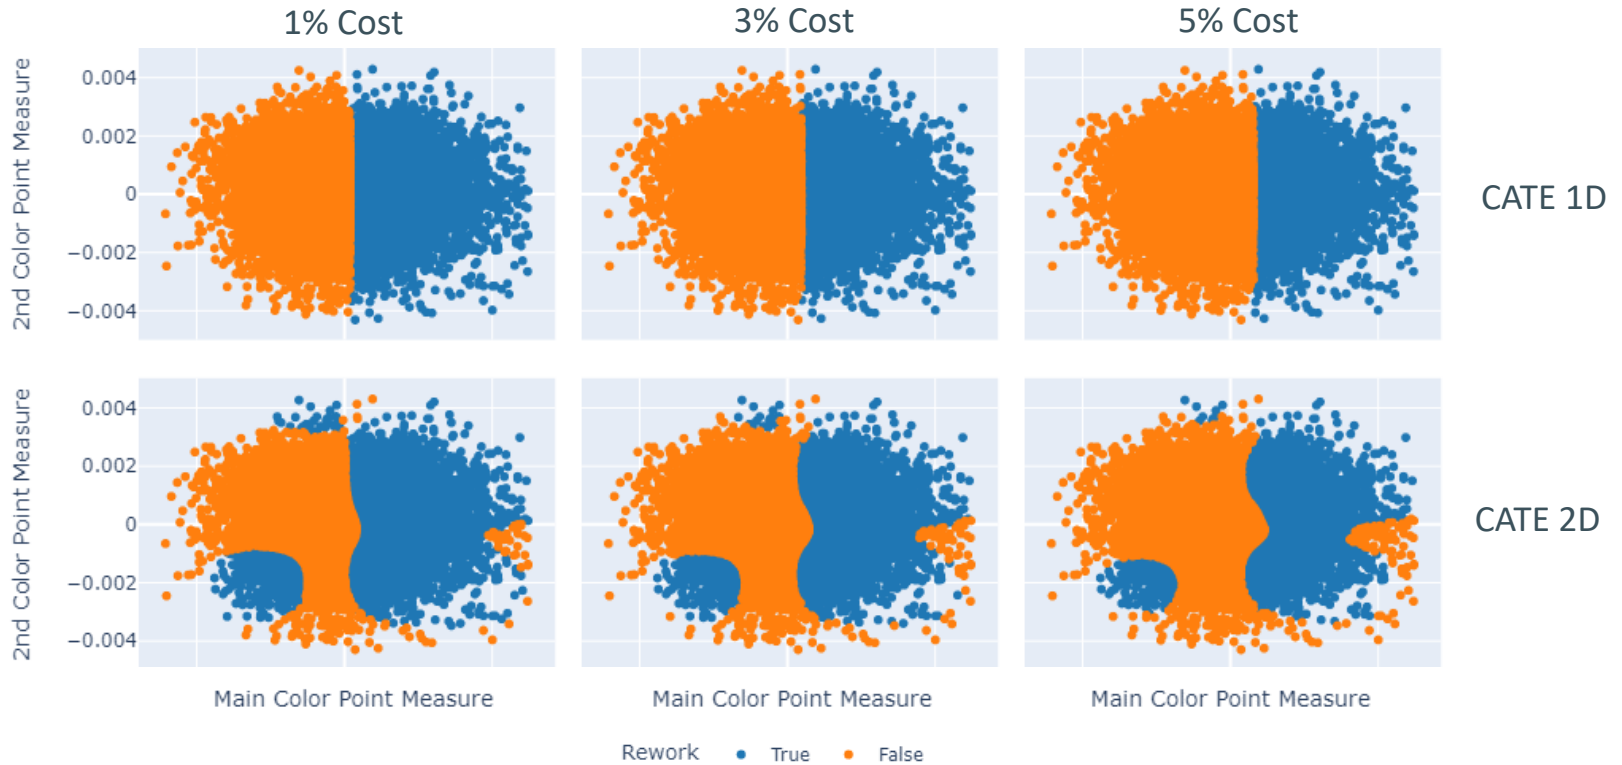 1% Cost
3% Cost
5% Cost
2nd Color Point Measure
0.004
0.002
0
−0.002
−0.004
CATE 1D
2nd Color Point Measure
0.004
0.002
0
−0.002
−0.004
CATE 2D
Main Color Point Measure
Main Color Point Measure
Main Color Point Measure
Rework True False